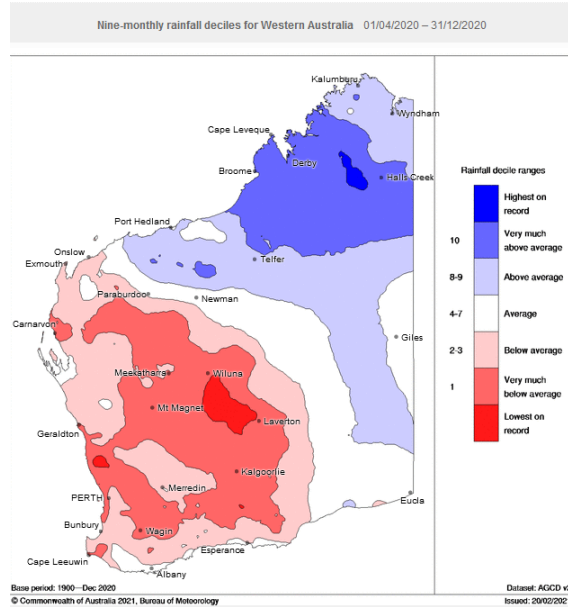 Nine-monthly rainfall deciles for Western Australia 01/04/2020 – 31/12/2020
Kalumburu
Wyndham
Cape Leveque
Derby
Broome
Halls Creek
Port Hedland
Telfer
Onslow
Exmouth
Paraburdoo
Newman
Carnarvon
Giles
Meekatharra
Wiluna
Mt Magnet
Laverton
Geraldton
Kalgoorlie
Merredin
PERTH
Eucla
Bunbury
Wagin
Esperance
Cape Leeuwin
Albany
Rainfall decile ranges
Highest on
record
10
Very much
above average
8-9
Above average
4-7
Average
2-3
Below average
1
Very much
below average
Lowest on
record
Base period: 1900—Dec 2020
Dataset: AGCD
© Commonwealth of Australia 2021, Bureau of Meteorology
Issued: